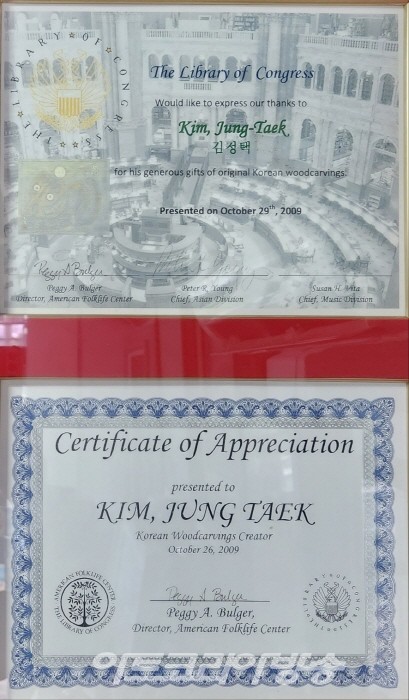 THE LIBRARY OF CONGRESS
The Library of Congress
Would like to express our thanks to
Kim, Jung-Taek
김정택
for his generous gifts of original Korean woodcarvings.
Presented on October 29th, 2009
Peggy A Bulger
Peggy A. Bulger
Director, American Folklife Center
Peter R. Young
Chief, Asian Division
Susan H. Vita
Chief, Music Division
Certificate of Appreciation
presented to
KIM, JUNG TAEK
Korean Woodcarvings Creator
October 26, 2009
Peggy A Bulger
Peggy A. Bulger,
Director, American Folklife Center
AMERICAN FOLKLIFE CENTER
THE LIBRARY OF CONGRESS
THE LIBRARY OF CONGRESS